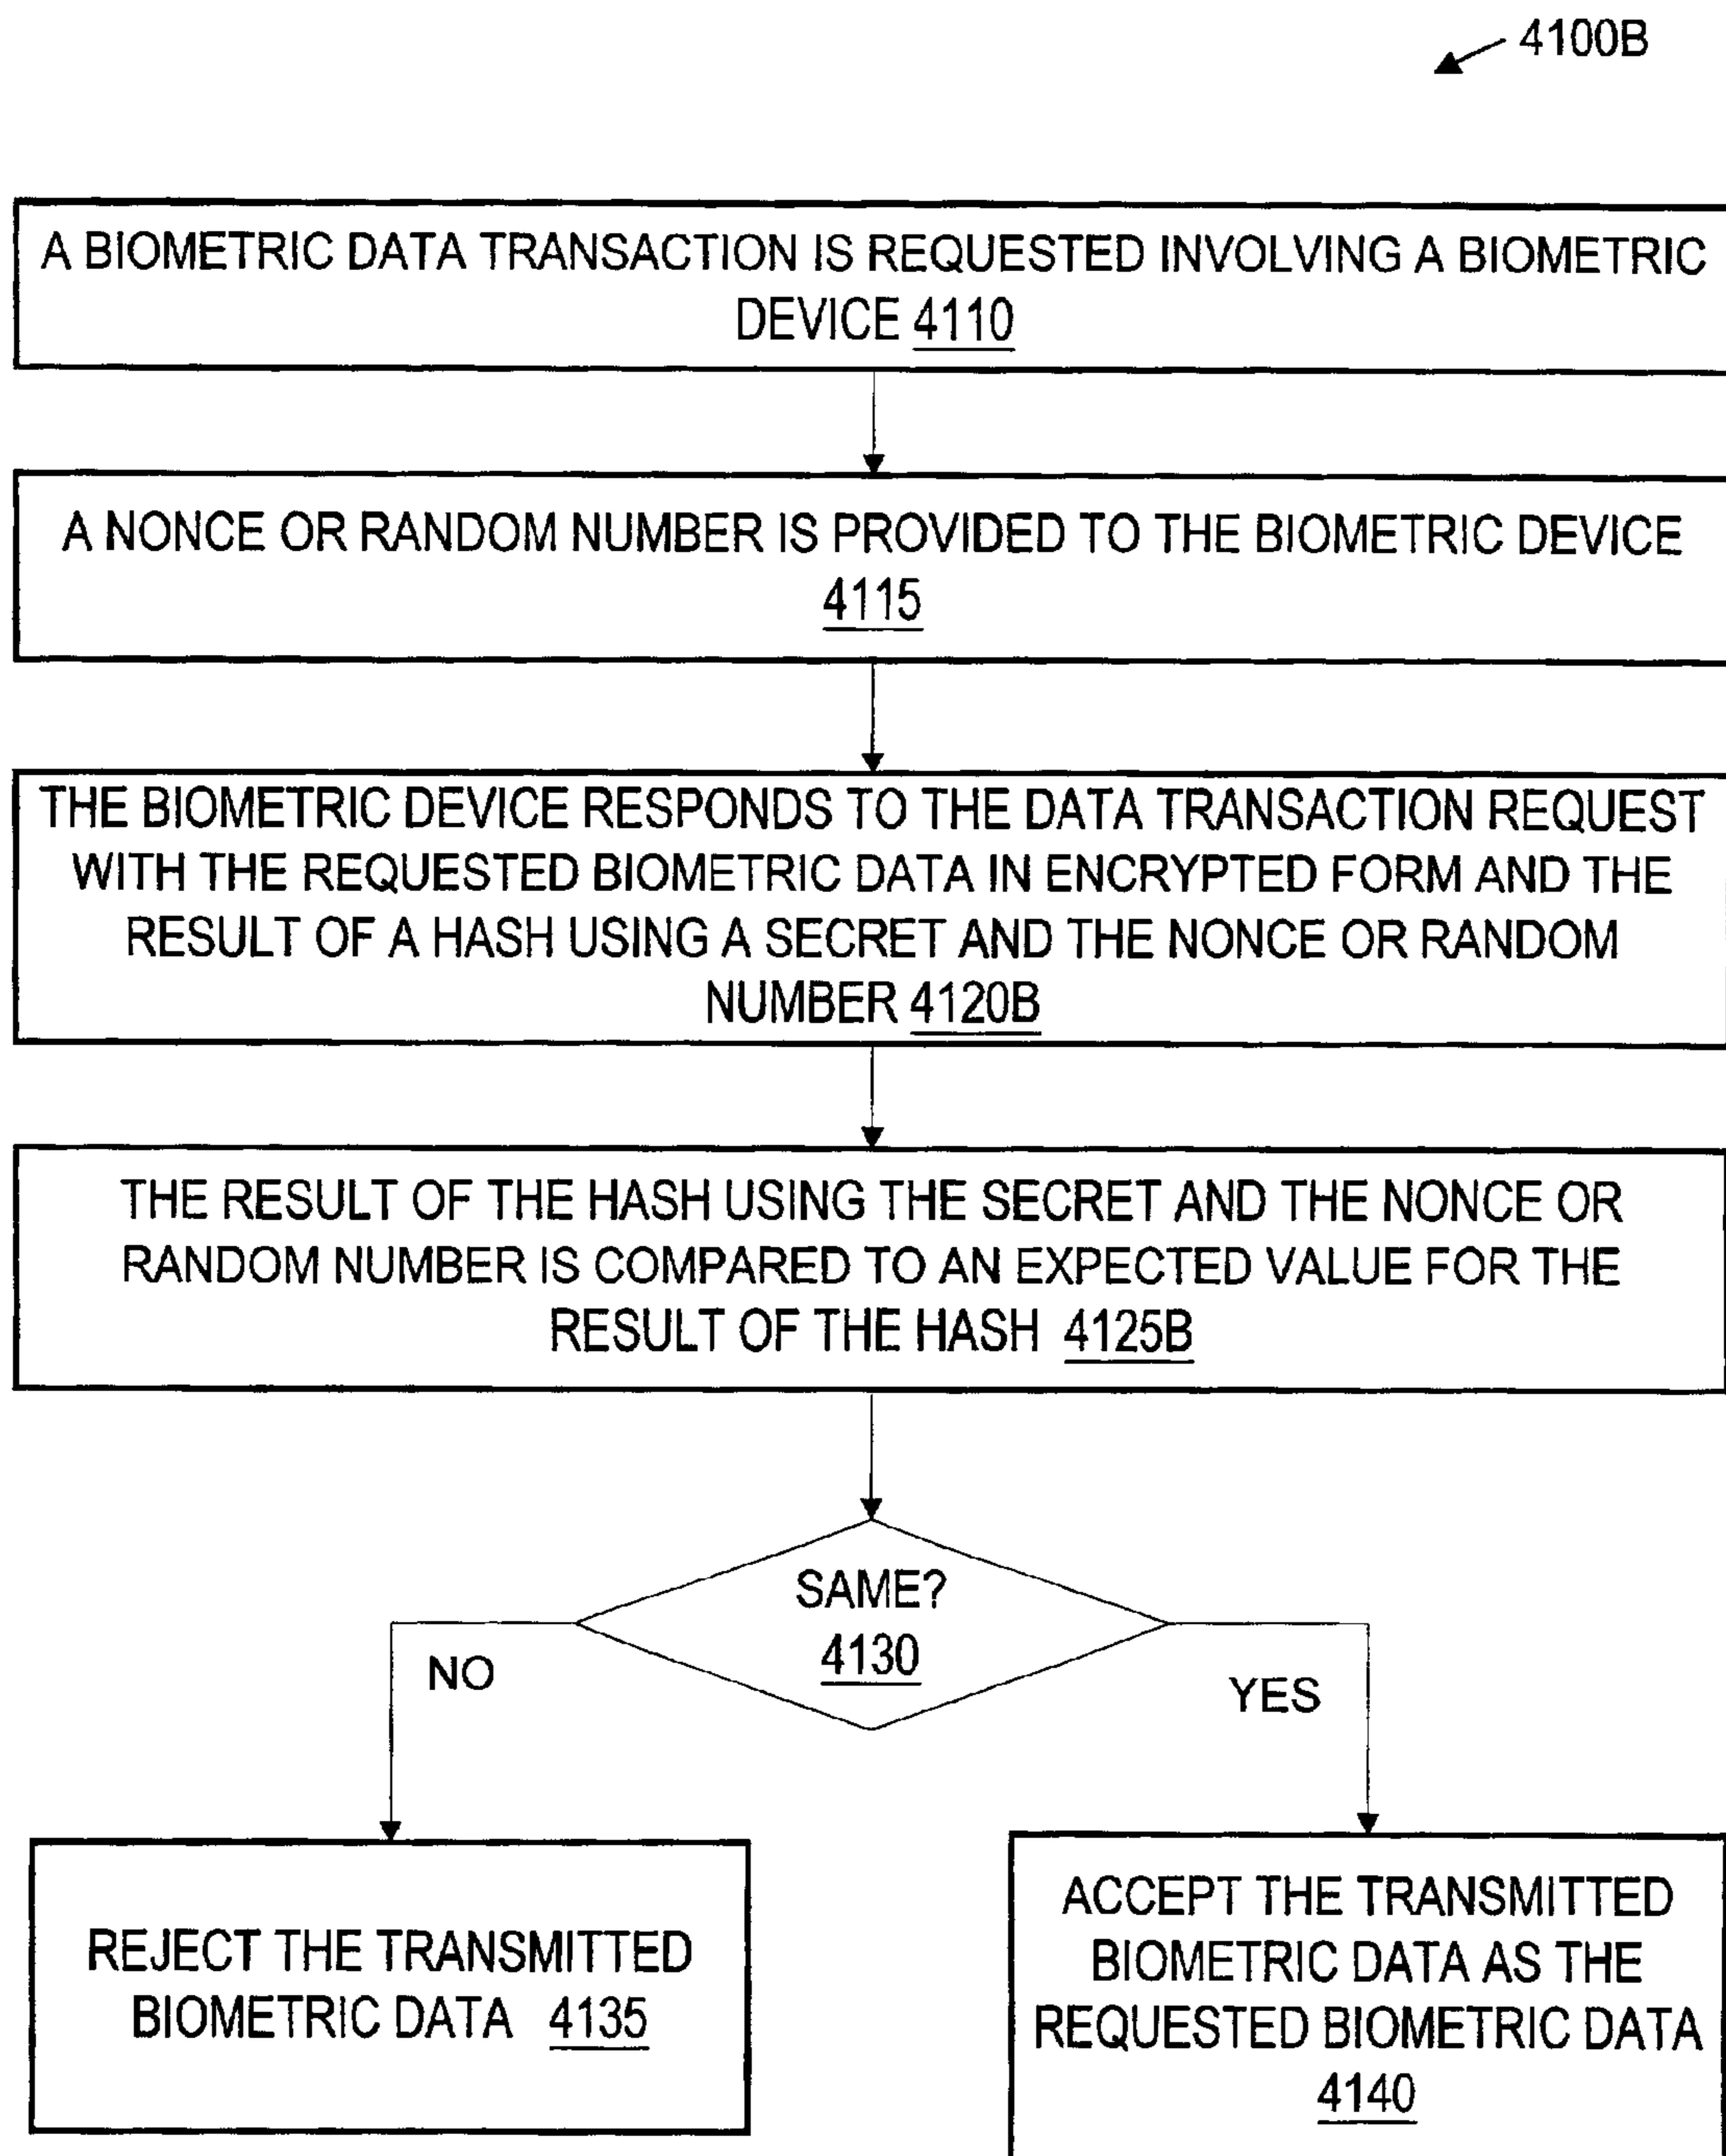 4100B
A BIOMETRIC DATA TRANSACTION IS REQUESTED INVOLVING A BIOMETRIC
DEVICE 4110
A NONCE OR RANDOM NUMBER IS PROVIDED TO THE BIOMETRIC DEVICE
4115
THE BIOMETRIC DEVICE RESPONDS TO THE DATA TRANSACTION REQUEST
WITH THE REQUESTED BIOMETRIC DATA IN ENCRYPTED FORM AND THE
RESULT OF A HASH USING A SECRET AND THE NONCE OR RANDOM
NUMBER 4120B
THE RESULT OF THE HASH USING THE SECRET AND THE NONCE OR
RANDOM NUMBER IS COMPARED TO AN EXPECTED VALUE FOR THE
RESULT OF THE HASH 4125B
SAME?
4130
NO
YES
REJECT THE TRANSMITTED
BIOMETRIC DATA 4135
ACCEPT THE TRANSMITTED
BIOMETRIC DATA AS THE
REQUESTED BIOMETRIC DATA
4140